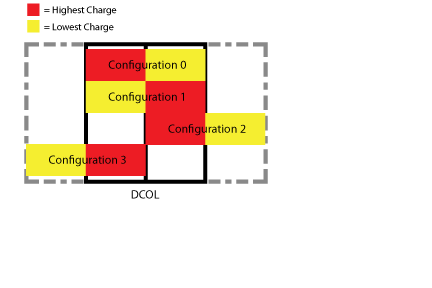 = Highest Charge
= Lowest Charge
Configuration 0
Configuration 1
Configuration 2
Configuration 3
DCOL